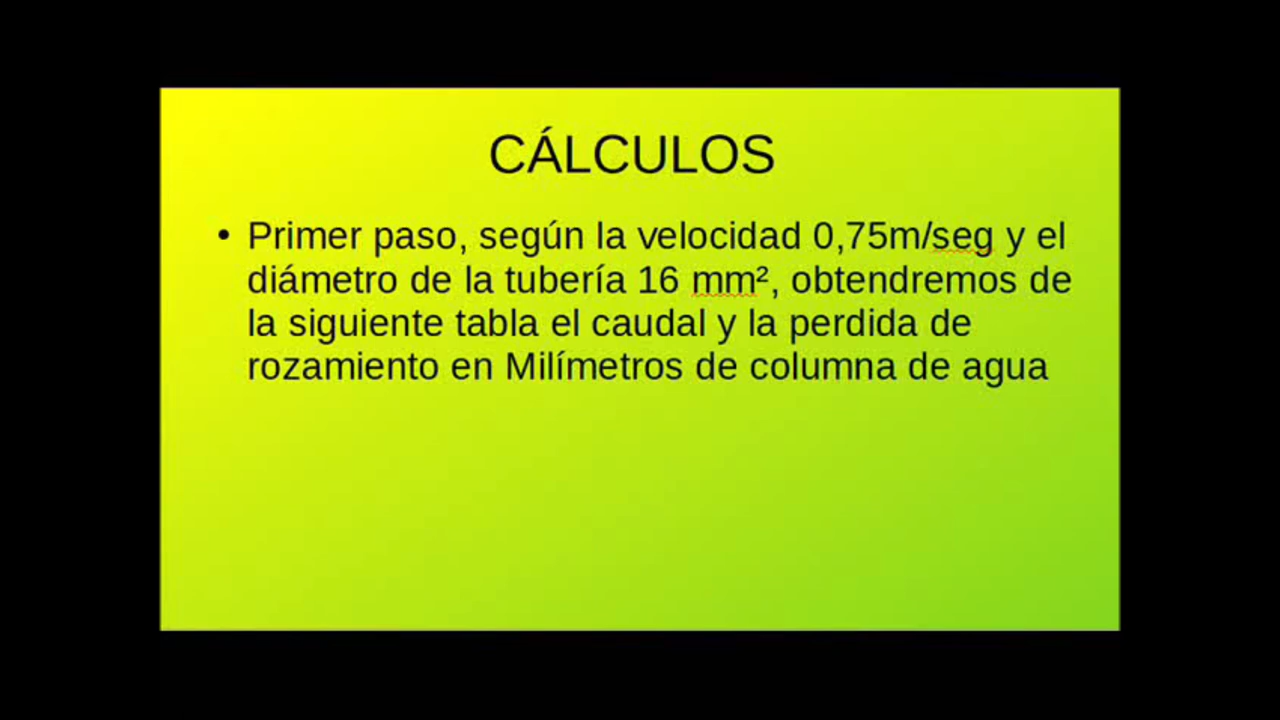 CÁLCULOS
• Primer paso, según la velocidad 0,75m/seg y el
diámetro de la tubería 16 mm², obtendremos de
la siguiente tabla el caudal y la perdida de
rozamiento en Milímetros de columna de agua